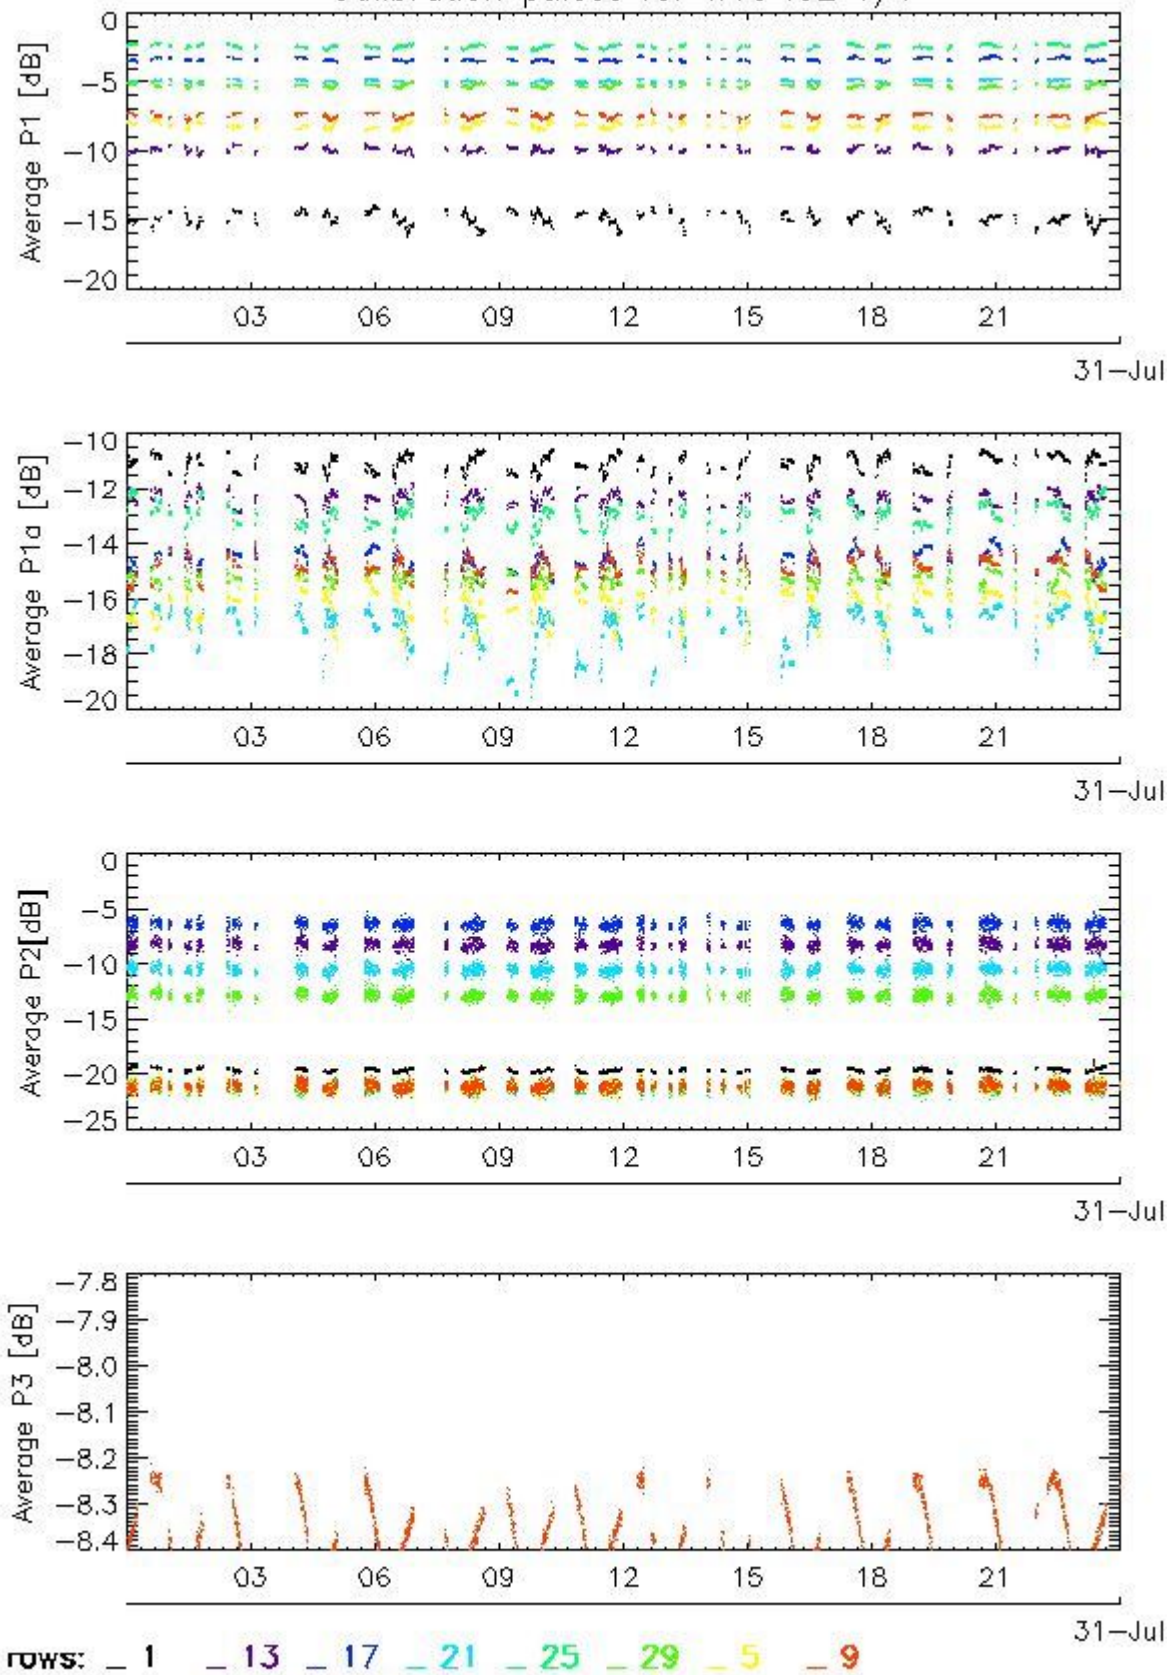 Average P1 [dB]
0
−5
−10
−15
−20
03 06 09 12 15 18 21
31−Jul
Average P1a [dB]
−10
−12
−14
−16
−18
−20
03 06 09 12 15 18 21
31−Jul
Average P2[dB]
0
−5
−10
−15
−20
−25
03 06 09 12 15 18 21
31−Jul
Average P3 [dB]
−7.8
−7.9
−8.0
−8.1
−8.2
−8.3
−8.4
03 06 09 12 15 18 21
31−Jul
rows: _ 1 _ 13 _ 17 _ 21 _ 25 _ 29 _ 5 _ 9